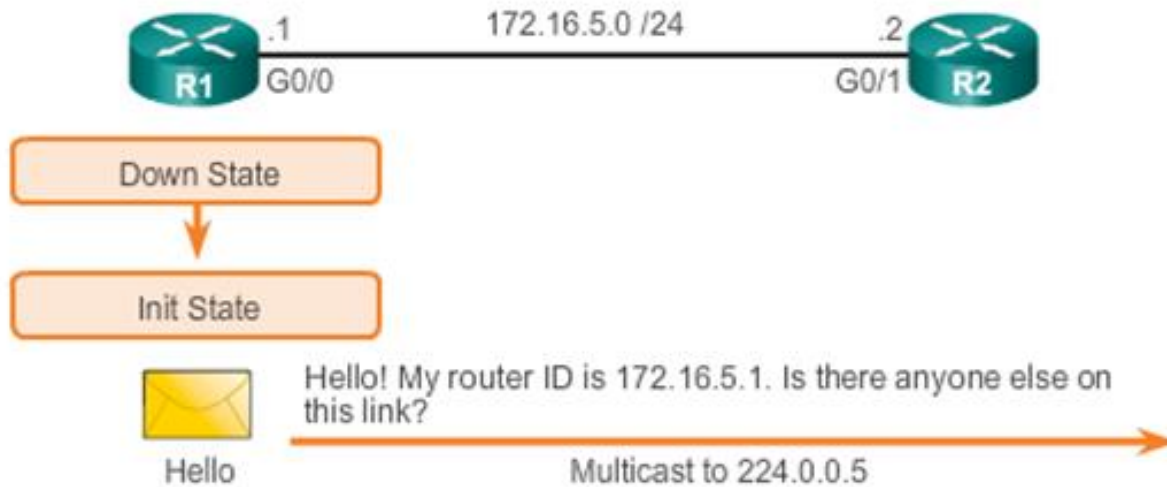 .1
172.16.5.0 /24
.2
R1
G0/0
G0/1
R2
Down State
Init State
Hello! My router ID is 172.16.5.1. Is there anyone else on
this link?
Hello
Multicast to 224.0.0.5